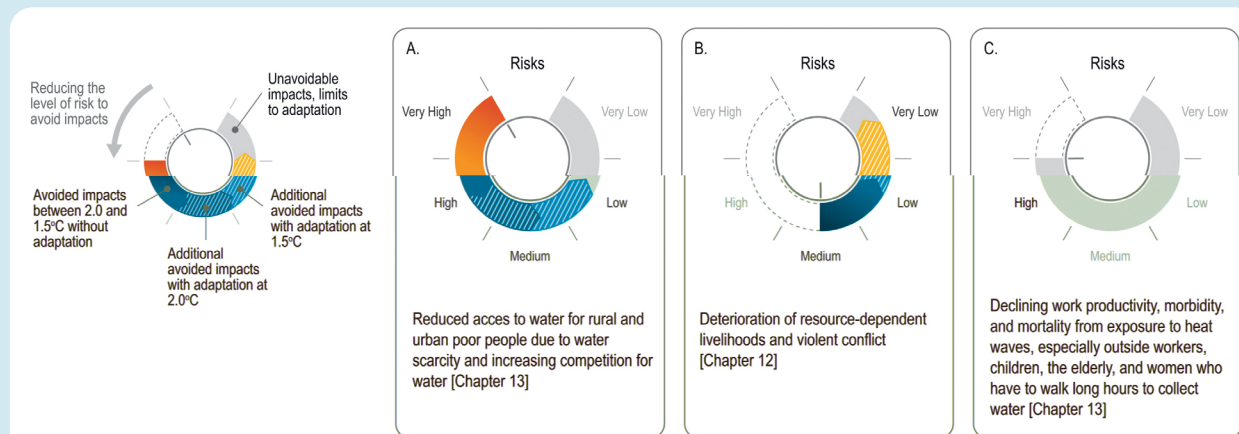 Reducing the
level of risk to
avoid impacts
Unavoidable
impacts, limits
to adaptation
Avoided impacts
between 2.0 and
1.5ºC without
adaptation
Additional
avoided impacts
with adaptation at
2.0ºC
Additional
avoided impacts
with adaptation at
1.5ºC
A.
Risks
Very High
Very Low
High
Low
Medium
Reduced acces to water for rural and
urban poor people due to water
scarcity and increasing competition for
water [Chapter 13]
B.
Risks
Very High
Very Low
High
Low
Medium
Deterioration of resource-dependent
livelihoods and violent conflict
[Chapter 12]
C.
Risks
Very High
Very Low
High
Low
Medium
Declining work productivity, morbidity,
and mortality from exposure to heat
waves, especially outside workers,
children, the elderly, and women who
have to walk long hours to collect
water [Chapter 13]